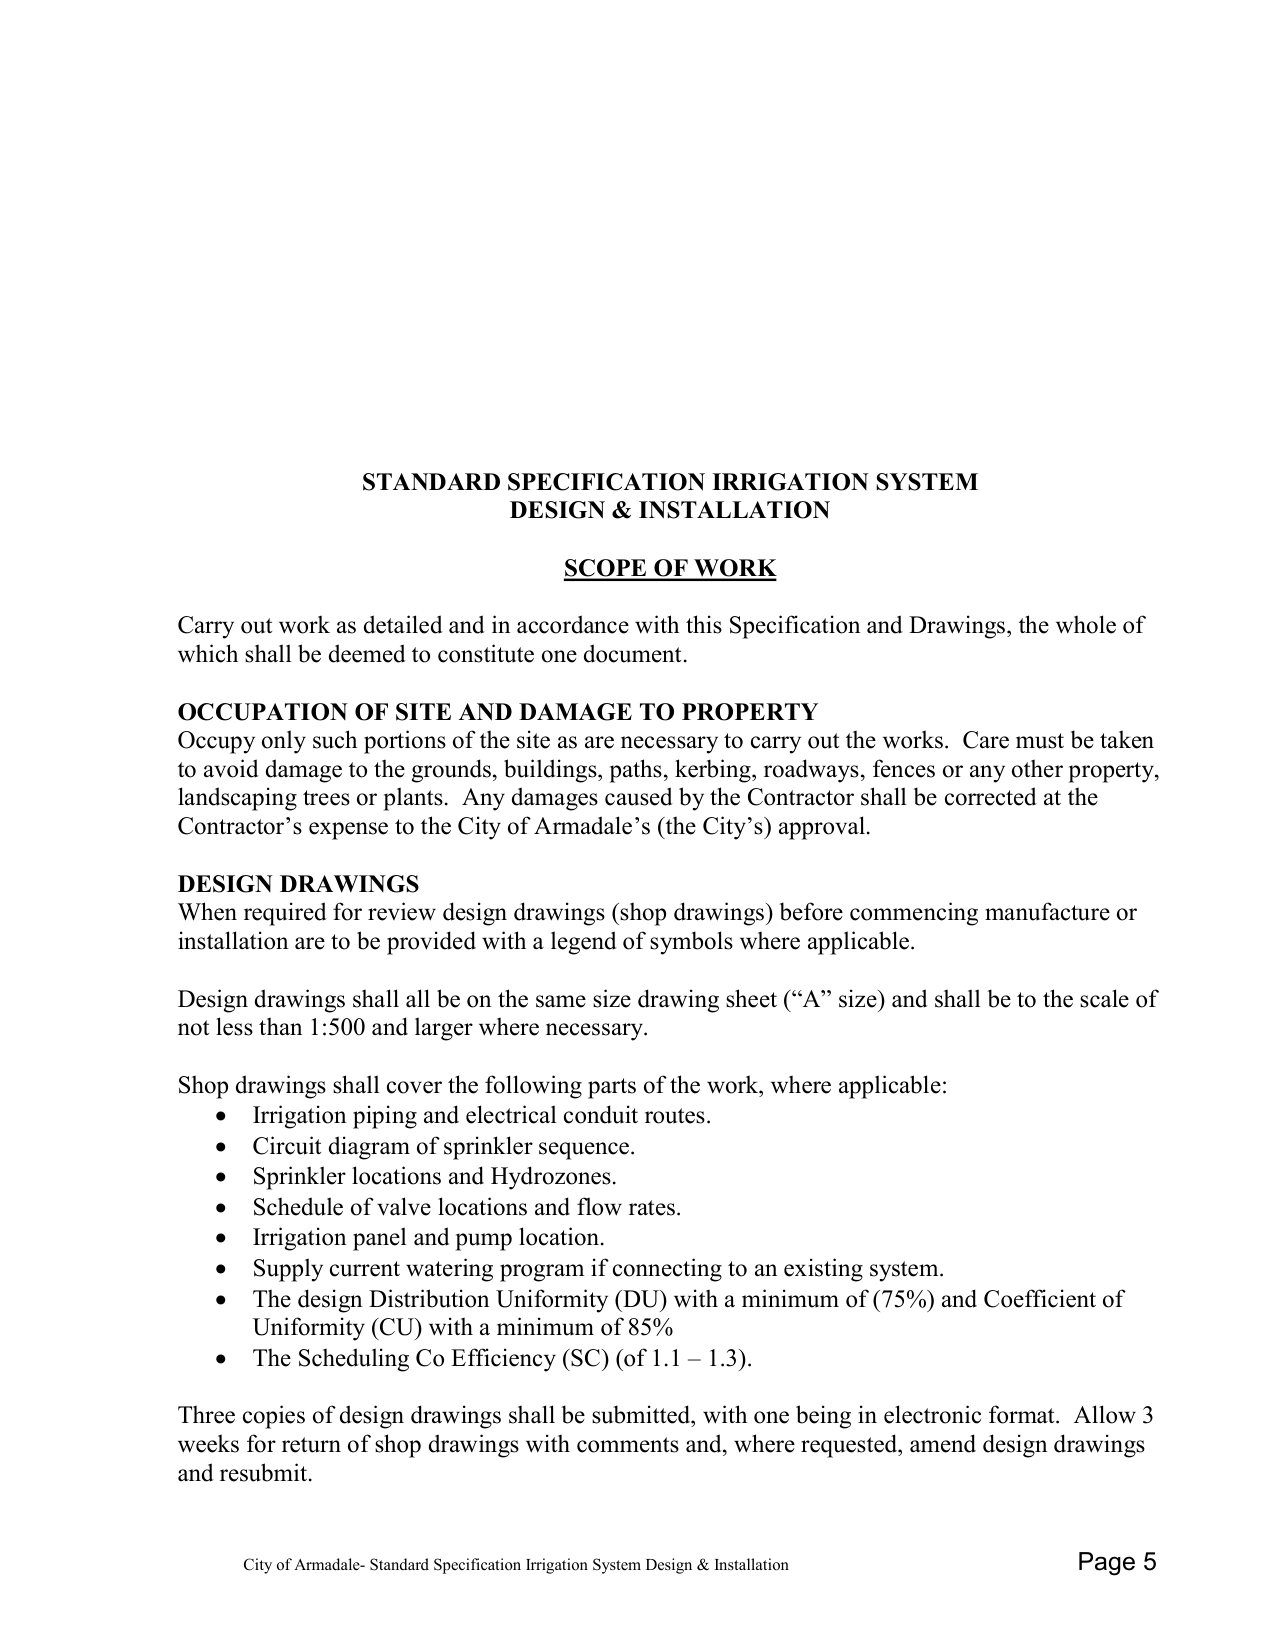 STANDARD SPECIFICATION IRRIGATION SYSTEM
DESIGN & INSTALLATION
SCOPE OF WORK
Carry out work as detailed and in accordance with this Specification and Drawings, the whole of
which shall be deemed to constitute one document.
OCCUPATION OF SITE AND DAMAGE TO PROPERTY
Occupy only such portions of the site as are necessary to carry out the works.  Care must be taken
to avoid damage to the grounds, buildings, paths, kerbing, roadways, fences or any other property,
landscaping trees or plants.  Any damages caused by the Contractor shall be corrected at the
Contractor’s expense to the City of Armadale’s (the City’s) approval.
DESIGN DRAWINGS
When required for review design drawings (shop drawings) before commencing manufacture or
installation are to be provided with a legend of symbols where applicable.
Design drawings shall all be on the same size drawing sheet (“A” size) and shall be to the scale of
not less than 1:500 and larger where necessary.
Shop drawings shall cover the following parts of the work, where applicable:
• Irrigation piping and electrical conduit routes.
• Circuit diagram of sprinkler sequence.
• Sprinkler locations and Hydrozones.
• Schedule of valve locations and flow rates.
• Irrigation panel and pump location.
• Supply current watering program if connecting to an existing system.
• The design Distribution Uniformity (DU) with a minimum of (75%) and Coefficient of
Uniformity (CU) with a minimum of 85%
• The Scheduling Co Efficiency (SC) (of 1.1 – 1.3).
Three copies of design drawings shall be submitted, with one being in electronic format.  Allow 3
weeks for return of shop drawings with comments and, where requested, amend design drawings
and resubmit.
City of Armadale- Standard Specification Irrigation System Design & Installation Page 5